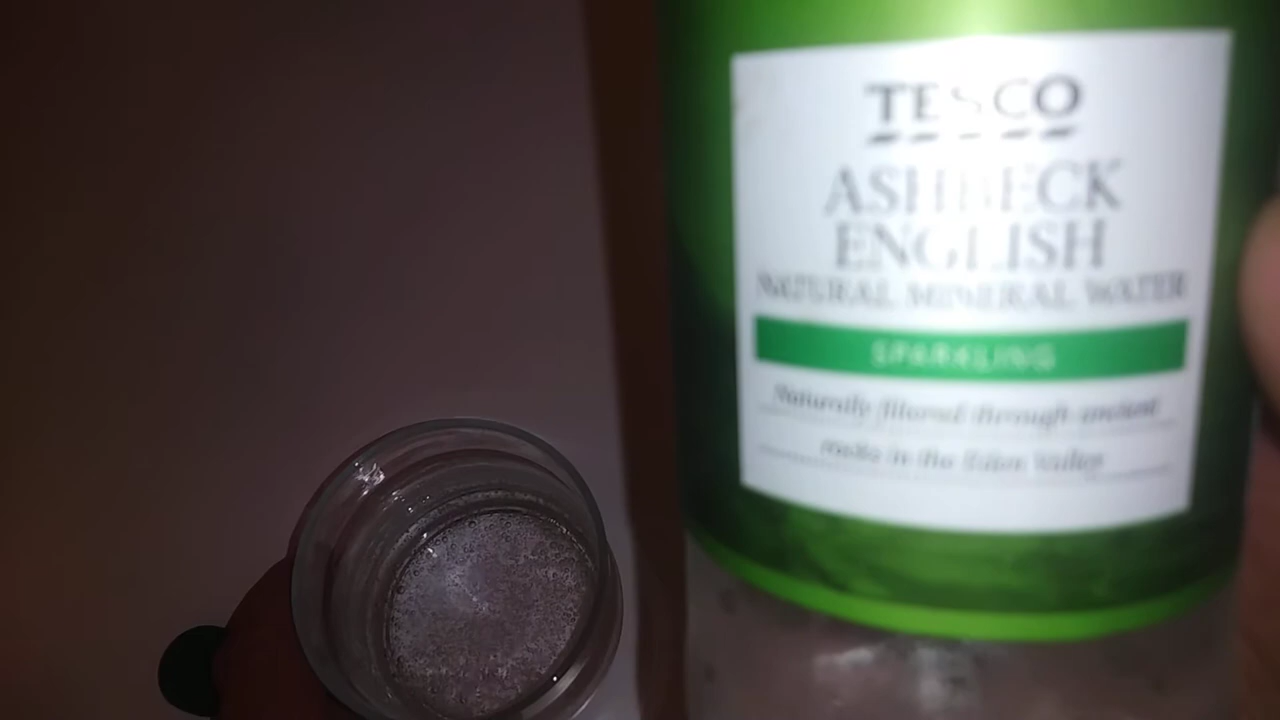 TESCO
ASHBECK
ENGLISH
NATURAL MINERAL WATER
SPARKLING
Naturally filtered through ancient
rocks in the Eden Valley